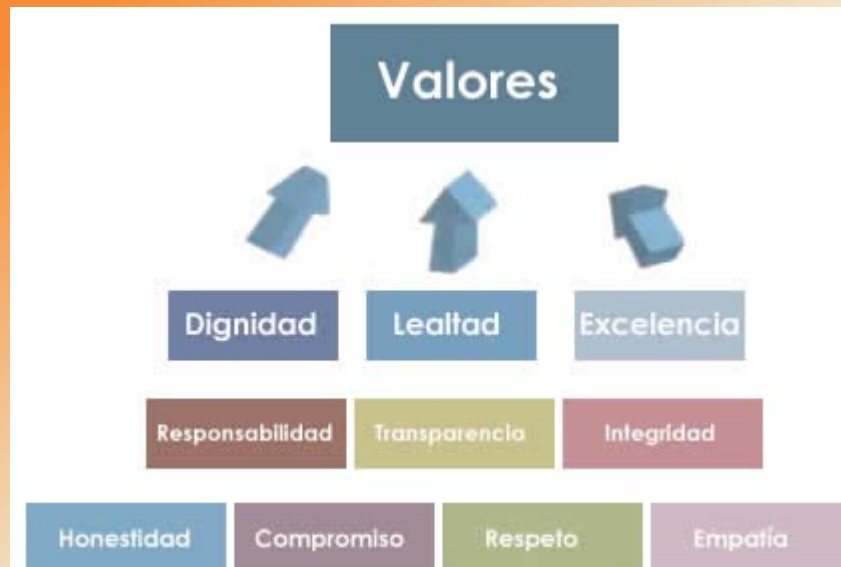 Valores
Dignidad Lealtad Excelencia
Responsabilidad Transparencia Integridad
Honestidad Compromiso Respeto Empatía